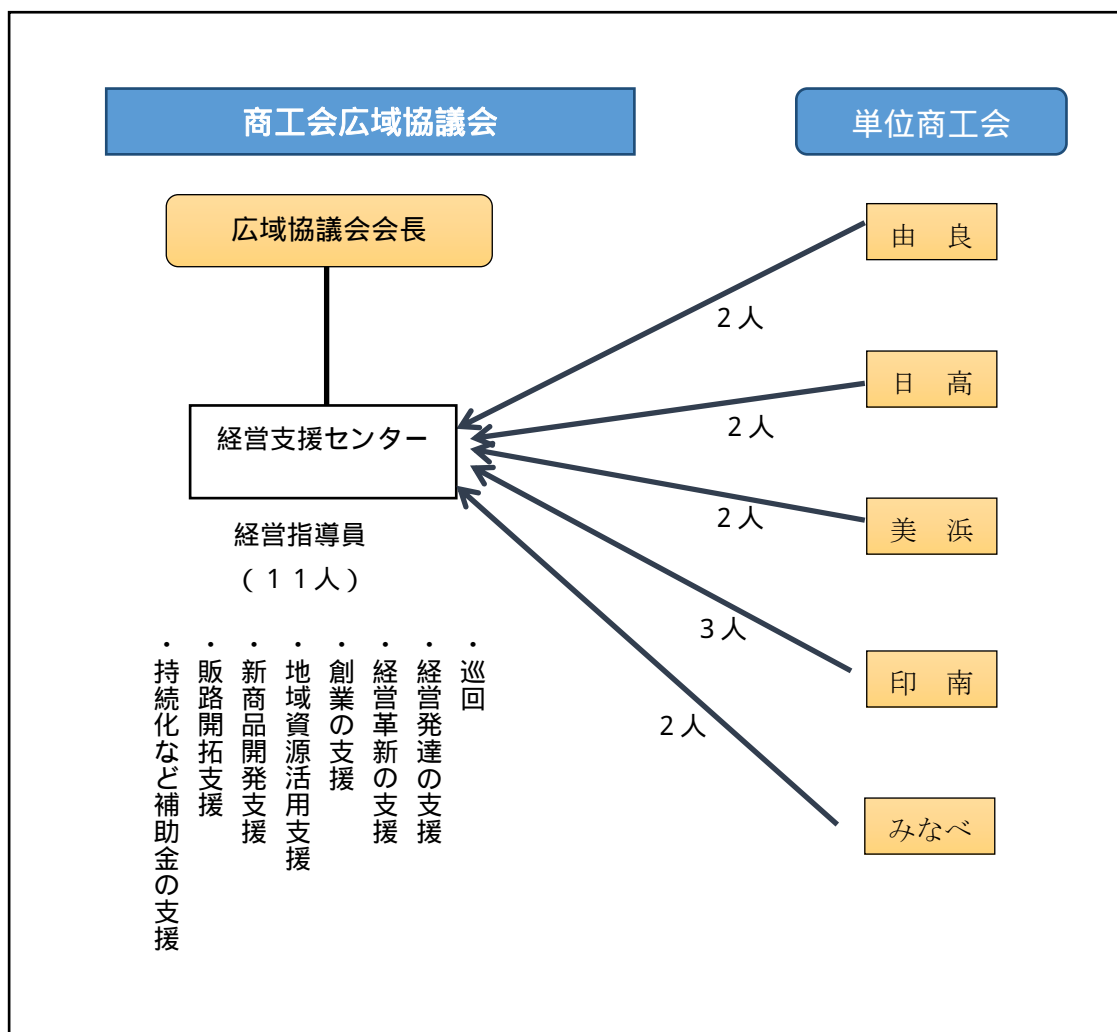 商工会広域協議会
単位商工会
広域協議会会長
経営支援センター
経営指導員
(11人)
・巡回
・経営発達の支援
・経営革新の支援
・創業の支援
・地域資源活用支援
・新商品開発支援
・販路開拓支援
・持続化など補助金の支援
由 良
2人
日 高
2人
美 浜
2人
印 南
3人
みなべ
2人